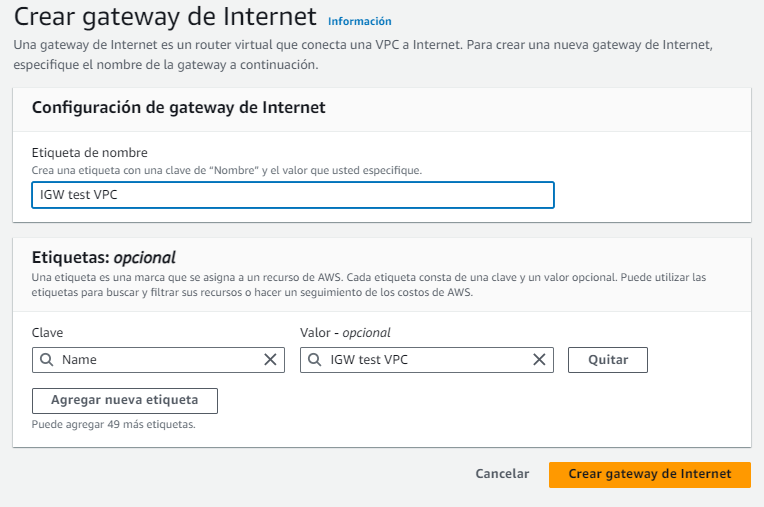 Crear gateway de Internet Información
Una gateway de Internet es un router virtual que conecta una VPC a Internet. Para crear una nueva gateway de Internet,
especifique el nombre de la gateway a continuación.
Configuración de gateway de Internet
Etiqueta de nombre
Crea una etiqueta con una clave de “Nombre” y el valor que usted especifique.
IGW test VPC
Etiquetas: opcional
Una etiqueta es una marca que se asigna a un recurso de AWS. Cada etiqueta consta de una clave y un valor opcional. Puede utilizar las
etiquetas para buscar y filtrar sus recursos o hacer un seguimiento de los costos de AWS.
Clave Valor - opcional
Name IGW test VPC Quitar
Agregar nueva etiqueta
Puede agregar 49 más etiquetas.
Cancelar Crear gateway de Internet